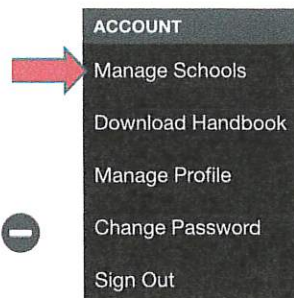 ACCOUNT
Manage Schools
Download Handbook
Manage Profile
Change Password
Sign Out